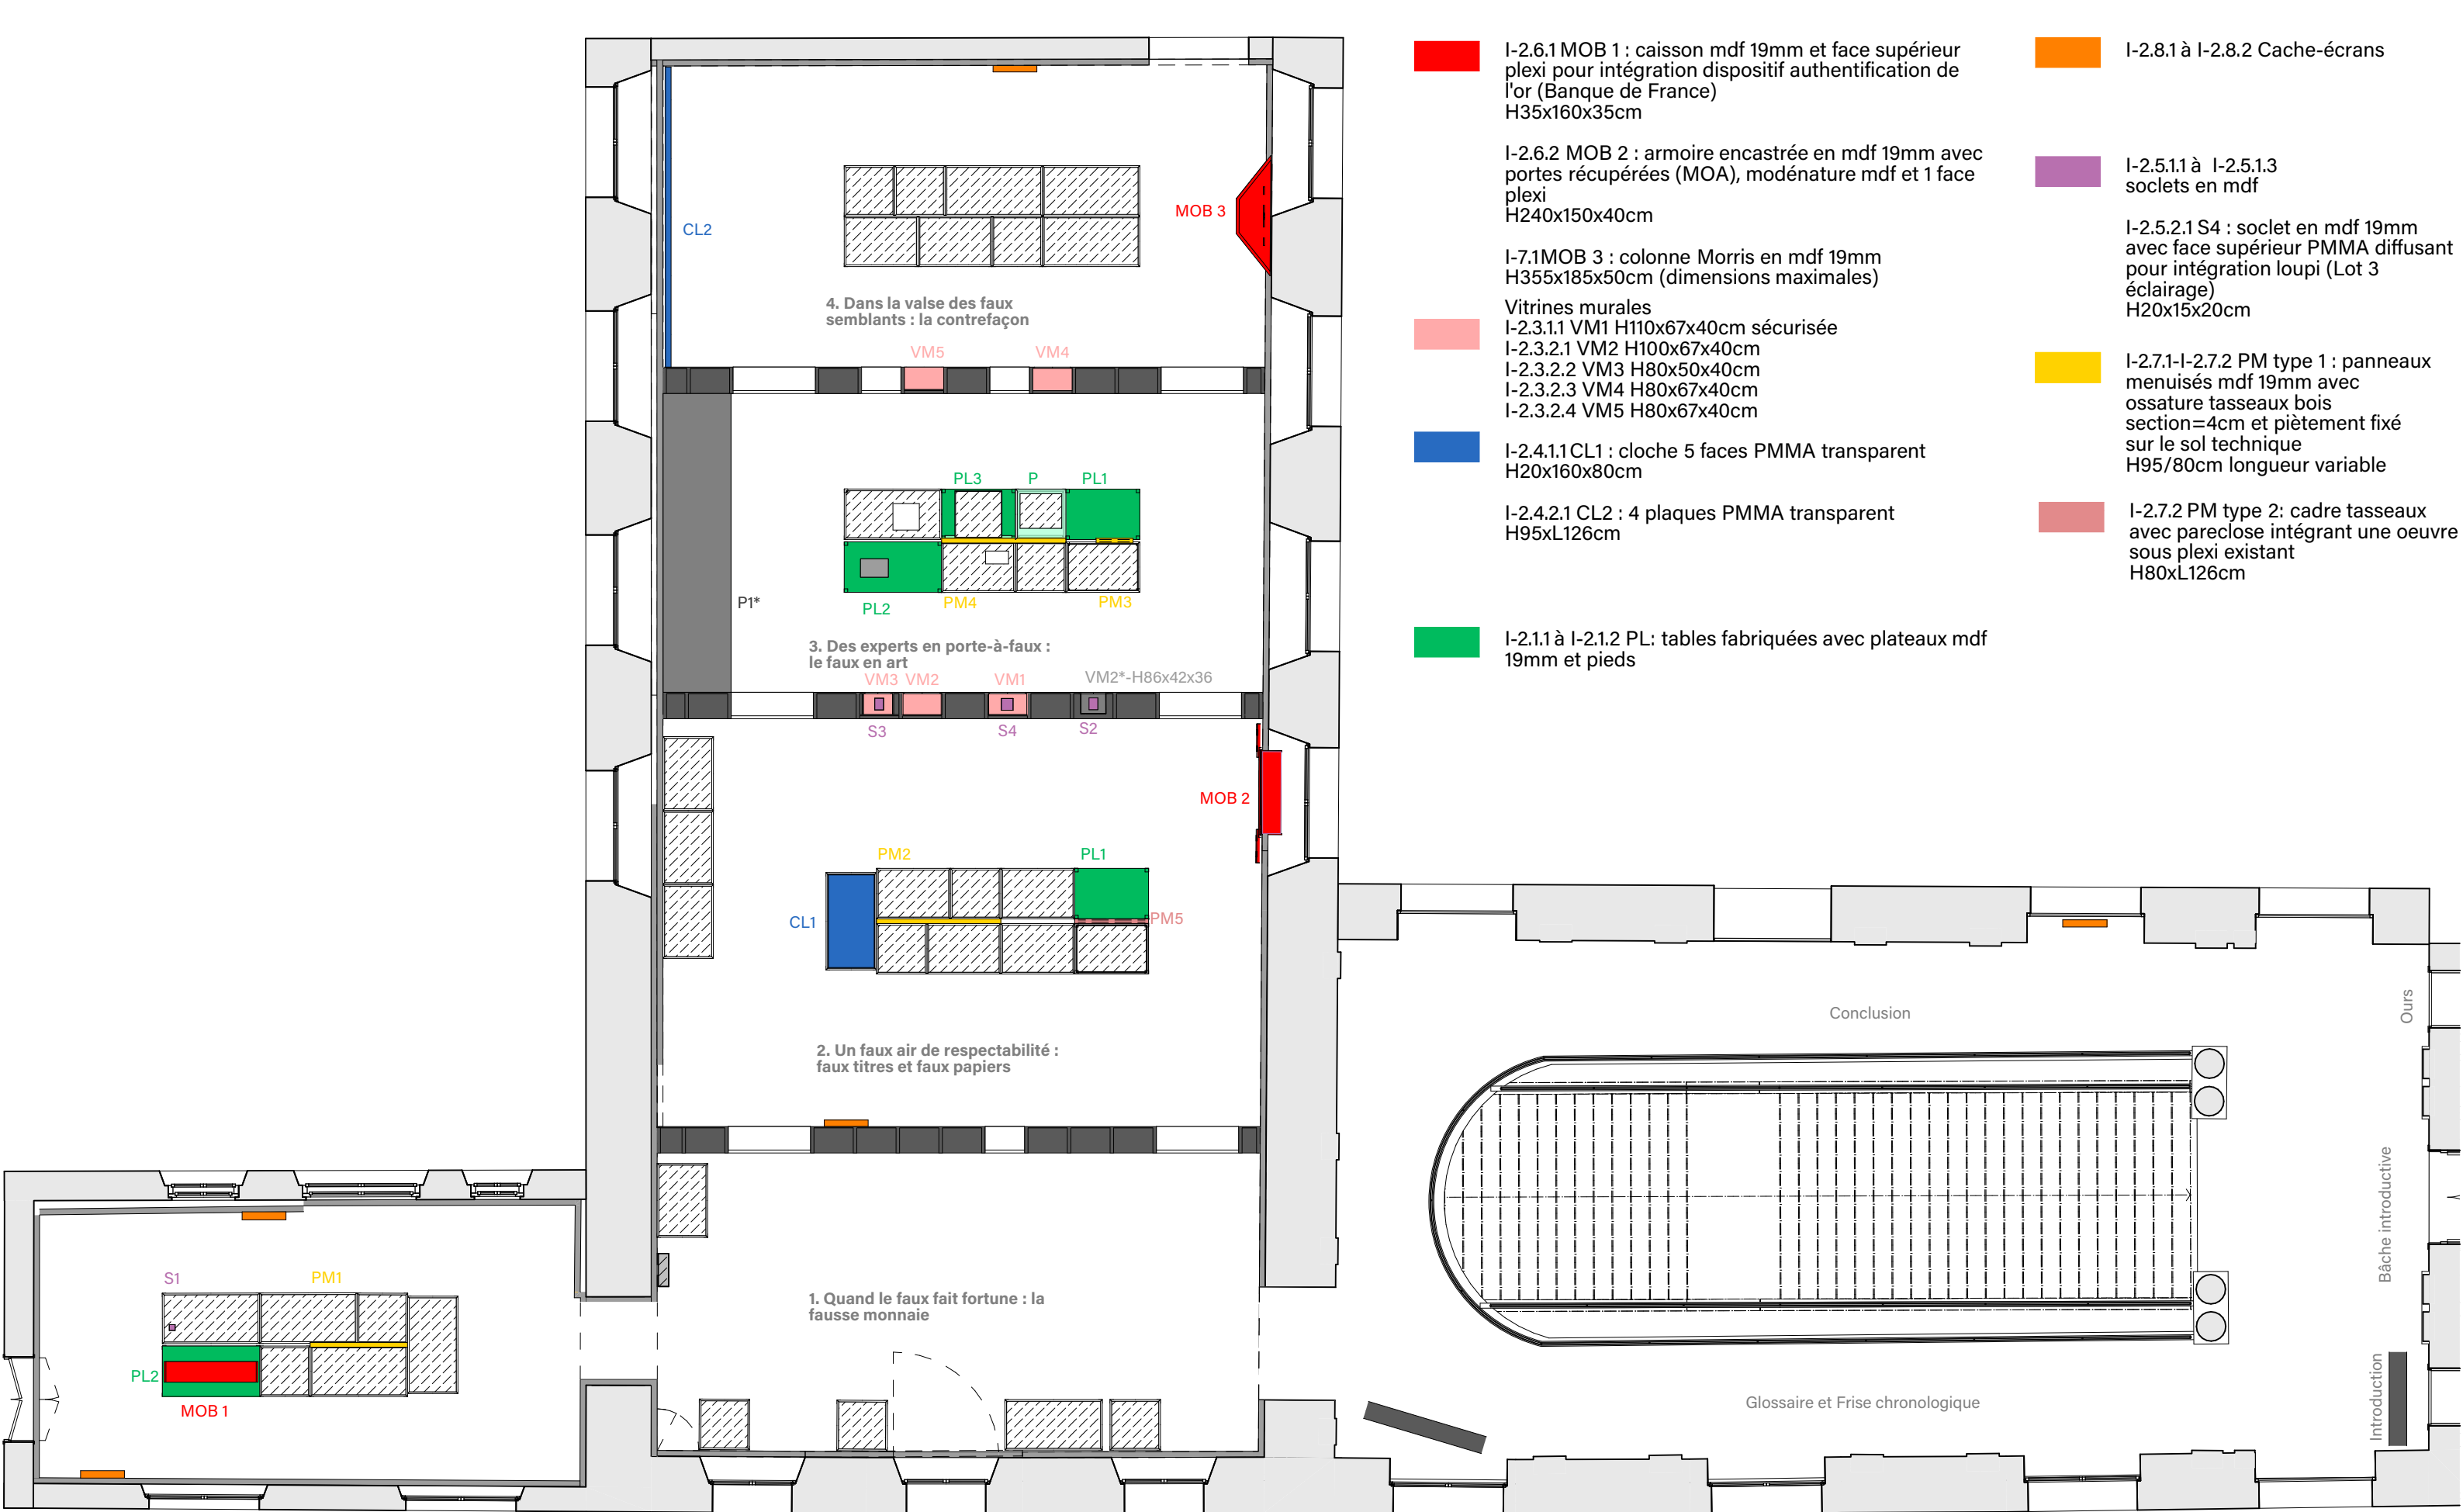 I-2.6.1 MOB 1 : caisson mdf 19mm et face supérieur
plexi pour intégration dispositif authentification de
l'or (Banque de France)
H35x160x35cm
I-2.6.2 MOB 2 : armoire encastrée en mdf 19mm avec
portes récupérées (MOA), modénature mdf et 1 face
plexi
H240x150x40cm
I-7.1MOB 3 : colonne Morris en mdf 19mm
H355x185x50cm (dimensions maximales)
Vitrines murales
I-2.3.1.1 VM1 H110x67x40cm sécurisée
I-2.3.2.1 VM2 H100x67x40cm
I-2.3.2.2 VM3 H80x50x40cm
I-2.3.2.3 VM4 H80x67x40cm
I-2.3.2.4 VM5 H80x67x40cm
I-2.4.1.1 CL1 : cloche 5 faces PMMA transparent
H20x160x80cm
I-2.4.2.1 CL2 : 4 plaques PMMA transparent
H95xL126cm
I-2.1.1 à I-2.1.2 PL: tables fabriquées avec plateaux mdf
19mm et pieds
I-2.8.1 à I-2.8.2 Cache-écrans
I-2.5.1.1 à I-2.5.1.3
soclets en mdf
I-2.5.2.1 S4 : soclet en mdf 19mm
avec face supérieur PMMA diffusant
pour intégration loupi (Lot 3
éclairage)
H20x15x20cm
I-2.7.1-I-2.7.2 PM type 1 : panneaux
menuisés mdf 19mm avec
ossature tasseaux bois
section=4cm et piètement fixé
sur le sol technique
H95/80cm longueur variable
I-2.7.2 PM type 2: cadre tasseaux
avec pareclose intégrant une oeuvre
sous plexi existant
H80xL126cm
CL2
MOB 3
4. Dans la valse des faux
semblants : la contrefaçon
VM5 VM4
PL3 P PL1
P1*
PL2 PM4 PM3
3. Des experts en porte-à-faux :
le faux en art
VM3 VM2 VM1 VM2*-H86x42x36
S3 S4 S2
MOB 2
PM2 PL1
CL1 PM5
2. Un faux air de respectabilité :
faux titres et faux papiers
Conclusion
Ours
Bâche introductive
S1 PM1
1. Quand le faux fait fortune : la
fausse monnaie
PL2
MOB 1
Glossaire et Frise chronologique
Introduction